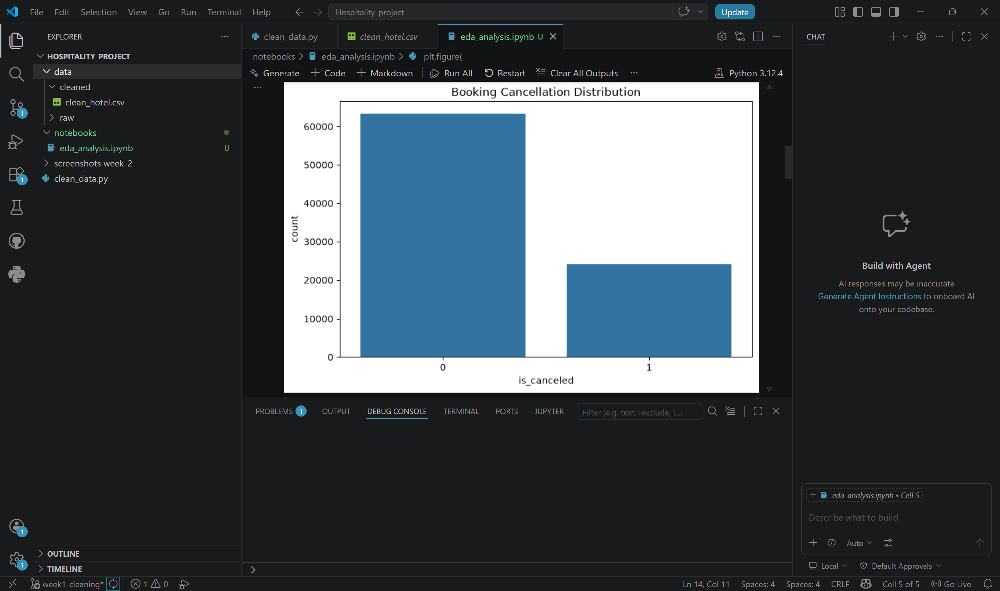 File Edit Selection View Go Run Terminal Help
Hospitality_project
Update
EXPLORER
HOSPITALITY_PROJECT
data
cleaned
clean_hotel.csv
raw
notebooks
eda_analysis.ipynb U
screenshots week-2
clean_data.py
OUTLINE
TIMELINE
1
1
1
1
clean_data.py
clean_hotel.csv
eda_analysis.ipynb U
notebooks > eda_analysis.ipynb > plt.figure(
Generate + Code + Markdown Run All Restart Clear All Outputs ... Python 3.12.4
Booking Cancellation Distribution
count
60000
50000
40000
30000
20000
10000
0
0 1
is_canceled
PROBLEMS 1 OUTPUT DEBUG CONSOLE TERMINAL PORTS JUPYTER Filter (e.g. text, !exclude, \...
CHAT
Build with Agent
AI responses may be inaccurate
Generate Agent Instructions to onboard AI
onto your codebase.
eda_analysis.ipynb • Cell 5
Describe what to build
Auto
Local Default Approvals
week1-cleaning* 1 0 Ln 14, Col 11 Spaces: 4 Spaces: 4 CRLF Cell 5 of 5 Go Live